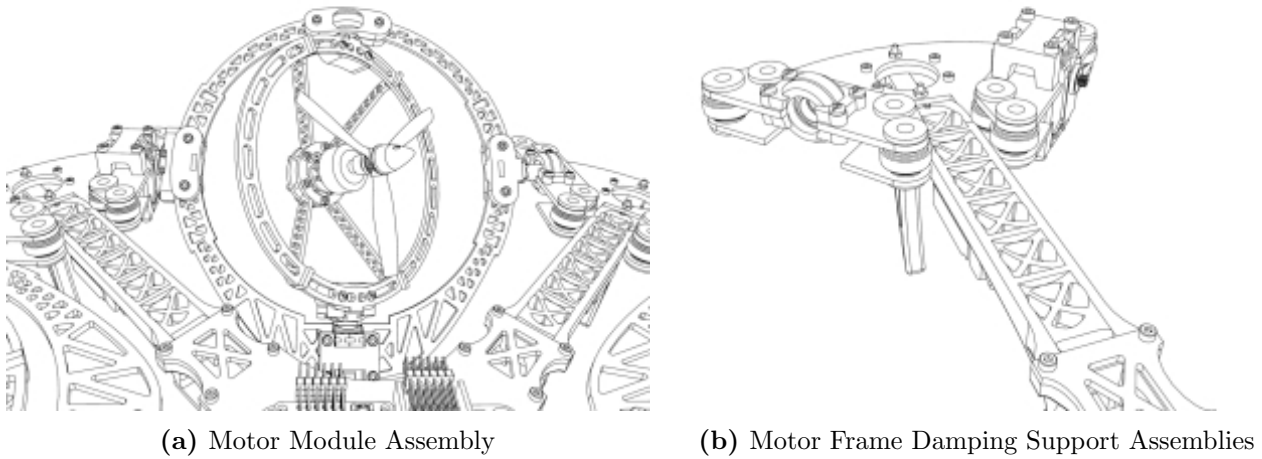 (a) Motor Module Assembly
(b) Motor Frame Damping Support Assemblies